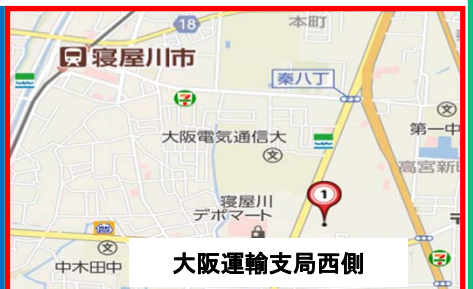 本町
18
寝屋川市
秦八丁
第一中
大阪電気通信大
高宮新
1
寝屋川
デポマート
中木田中
大阪運輸支局西側